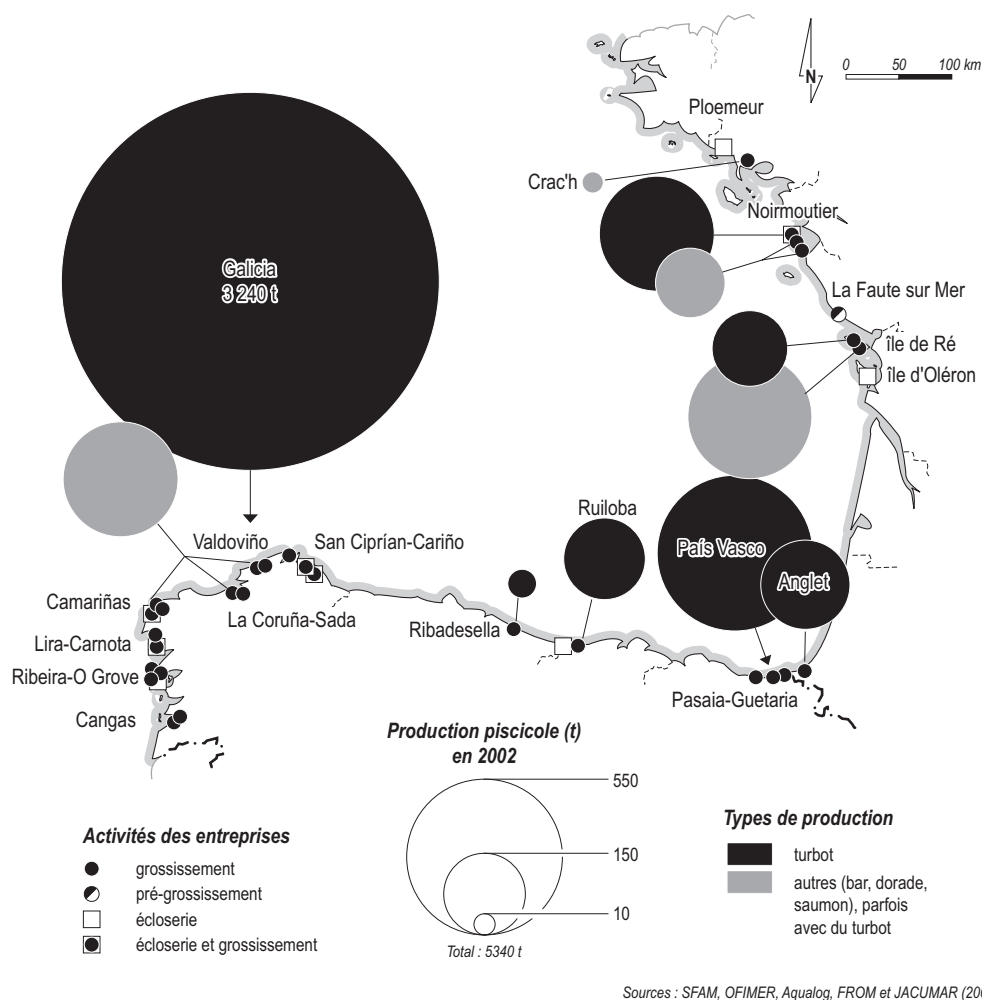 N
0 50 100 km
Ploemeur
Crac'h
Noirmoutier
La Faute sur Mer
île de Ré
île d'Oléron
Galicia
3 240 t
Ruiloba
País Vasco
Anglet
Valdoviño
San Ciprían-Cariño
Camariñas
La Coruña-Sada
Ribadesella
Lira-Carnota
Ribeira-O Grove
Pasaia-Guetaria
Cangas
Production piscicole (t)
en 2002
550
150
10
Total : 5340 t
Activités des entreprises
grossissement
pré-grossissement
écloserie
écloserie et grossissement
Types de production
turbot
autres (bar, dorade,
saumon), parfois
avec du turbot
Sources : SFAM, OFIMER, Aqualog, FROM et JACUMAR